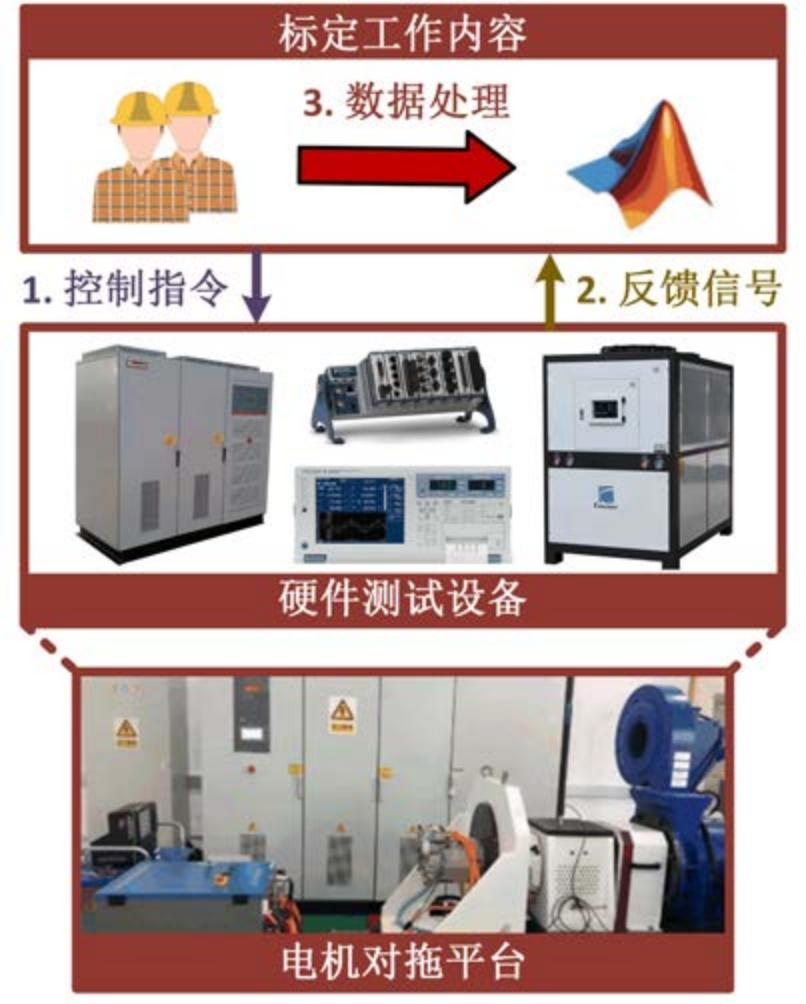 标定工作内容
3. 数据处理
1. 控制指令
2. 反馈信号
硬件测试设备
电机对拖平台